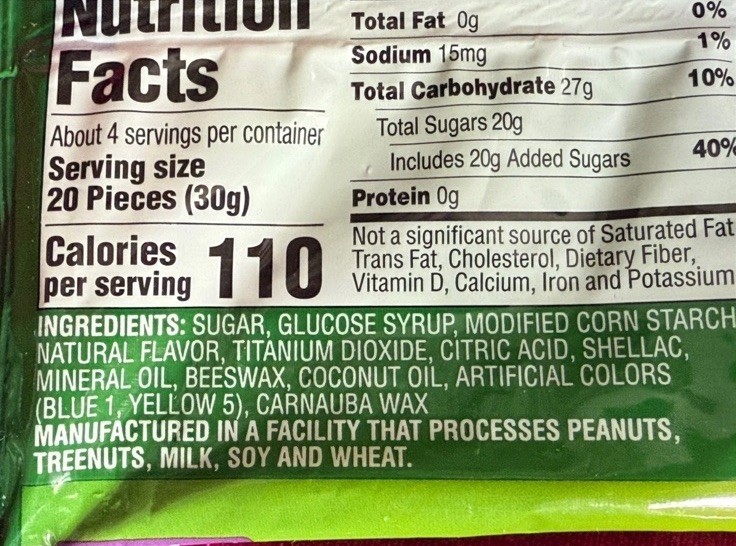 Nutrition
Facts
About 4 servings per container
Serving size
20 Pieces (30g)
Calories
per serving
110
Total Fat 0g 0%
Sodium 15mg 1%
Total Carbohydrate 27g 10%
Total Sugars 20g
Includes 20g Added Sugars 40%
Protein 0g
Not a significant source of Saturated Fat
Trans Fat, Cholesterol, Dietary Fiber,
Vitamin D, Calcium, Iron and Potassium
INGREDIENTS: SUGAR, GLUCOSE SYRUP, MODIFIED CORN STARCH
NATURAL FLAVOR, TITANIUM DIOXIDE, CITRIC ACID, SHELLAC,
MINERAL OIL, BEESWAX, COCONUT OIL, ARTIFICIAL COLORS
(BLUE 1, YELLOW 5), CARNAUBA WAX
MANUFACTURED IN A FACILITY THAT PROCESSES PEANUTS,
TREENUTS, MILK, SOY AND WHEAT.